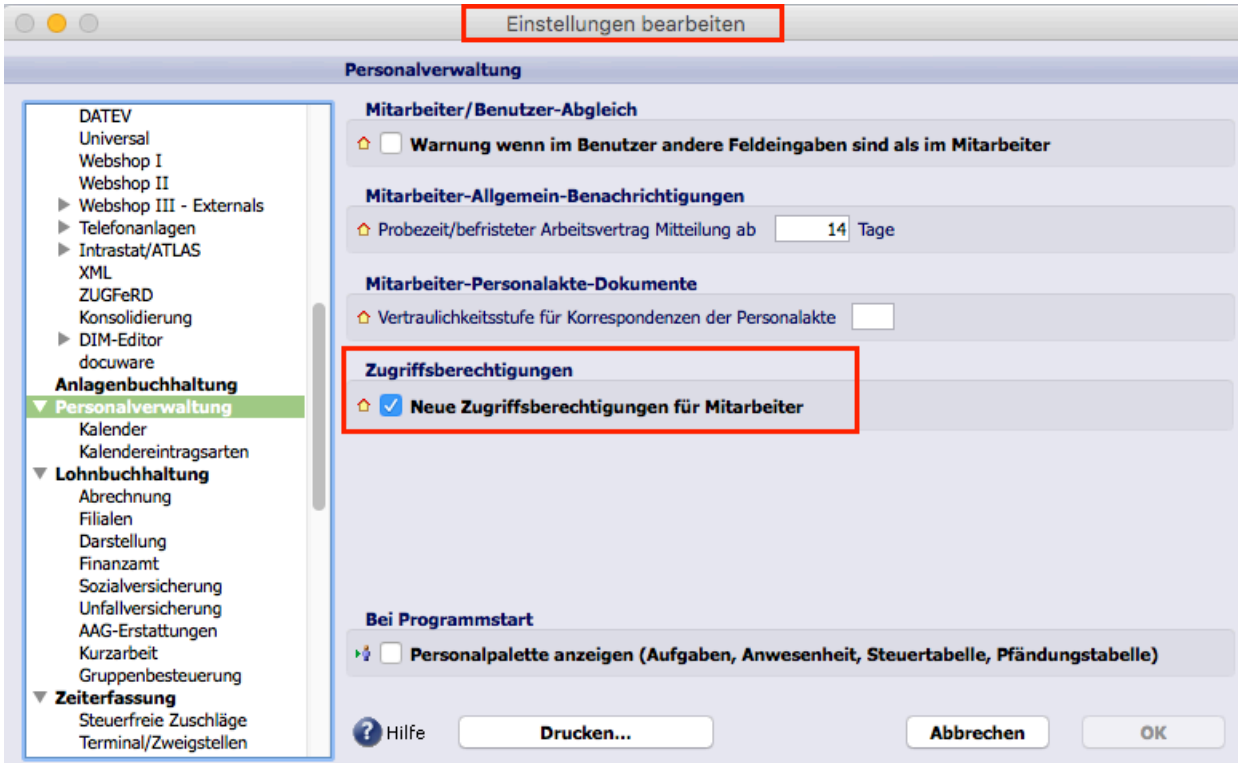 Einstellungen bearbeiten
Personalverwaltung
DATEV
Universal
Webshop I
Webshop II
Webshop III - Externals
Telefonanlagen
Intrastat/ATLAS
XML
ZUGFeRD
Konsolidierung
DIM-Editor
docuware
Anlagenbuchhaltung
Personalverwaltung
Kalender
Kalendereintragsarten
Lohnbuchhaltung
Abrechnung
Filialen
Darstellung
Finanzamt
Sozialversicherung
Unfallversicherung
AAG-Erstattungen
Kurzarbeit
Gruppenbesteuerung
Zeiterfassung
Steuerfreie Zuschläge
Terminal/Zweigstellen
Mitarbeiter/Benutzer-Abgleich
Warnung wenn im Benutzer andere Feldeingaben sind als im Mitarbeiter
Mitarbeiter-Allgemein-Benachrichtigungen
Probezeit/befristeter Arbeitsvertrag Mitteilung ab 14 Tage
Mitarbeiter-Personalakte-Dokumente
Vertraulichkeitsstufe für Korrespondenzen der Personalakte
Zugriffsberechtigungen
Neue Zugriffsberechtigungen für Mitarbeiter
Bei Programmstart
Personalpalette anzeigen (Aufgaben, Anwesenheit, Steuertabelle, Pfändungstabelle)
? Hilfe Drucken... Abbrechen OK